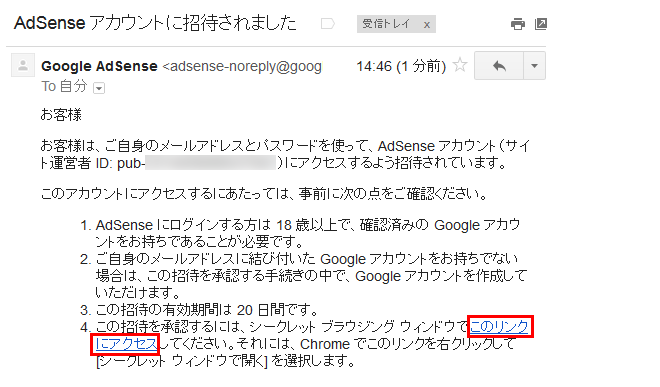 AdSense アカウントに招待されました
受信トレイ x
Google AdSense <adsense-noreply@goog 14:46 (1 分前)
To 自分
お客様
お客様は、ご自身のメールアドレスとパスワードを使って、AdSense アカウント（サイ
ト運営者 ID: pub- ）にアクセスするよう招待されています。
このアカウントにアクセスするにあたっては、事前に次の点をご確認ください。
1. AdSense にログインする方は 18 歳以上で、確認済みの Google アカウ
ントをお持ちであることが必要です。
2. ご自身のメールアドレスに結び付いた Google アカウントをお持ちでない
場合は、この招待を承認する手続きの中で、Google アカウントを作成して
いただけます。
3. この招待の有効期間は 20 日間です。
4. この招待を承認するには、シークレット ブラウジング ウィンドウでこのリンク
にアクセスしてください。それには、Chrome でこのリンクを右クリックして
[シークレット ウィンドウで開く] を選択します。